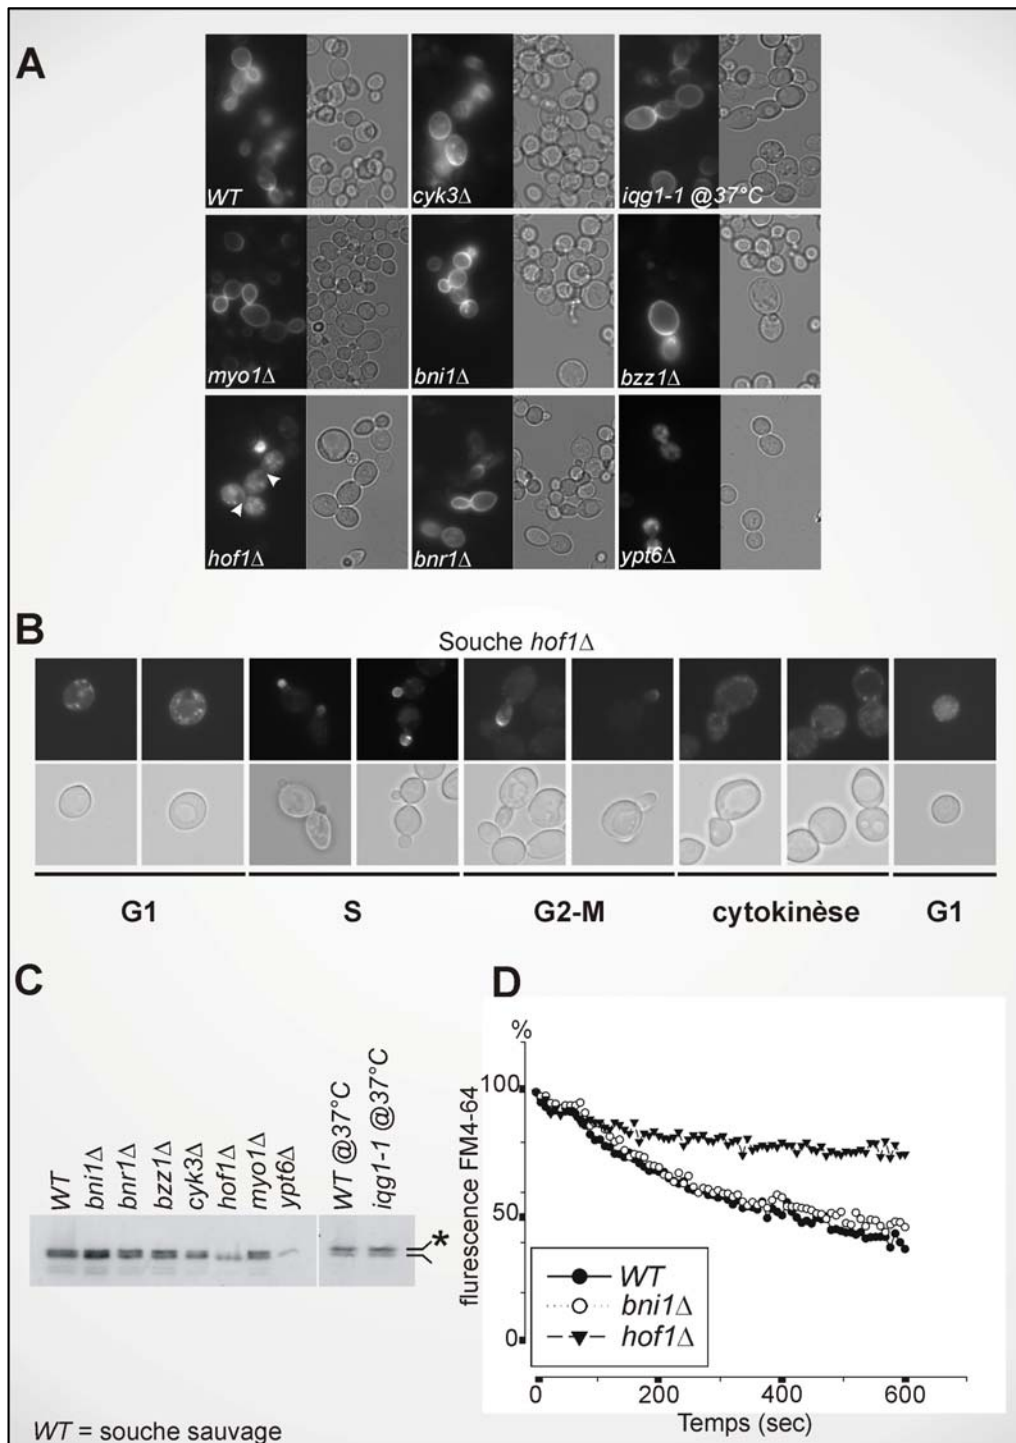 A
WT
cyk3Δ
iqg1-1 @37°C
myo1Δ
bni1Δ
bzz1Δ
hof1Δ
bnr1Δ
ypt6Δ
B
Souche hof1Δ
G1
S
G2-M
cytokinèse
G1
C
WT
bni1Δ
bnr1Δ
bzz1Δ
cyk3Δ
hof1Δ
myo1Δ
ypt6Δ
WT @37°C
iqg1-1 @37°C
*
D
%
100
50
0
flurescence FM4-64
WT
bni1Δ
hof1Δ
0
200
400
600
Temps (sec)
WT = souche sauvage